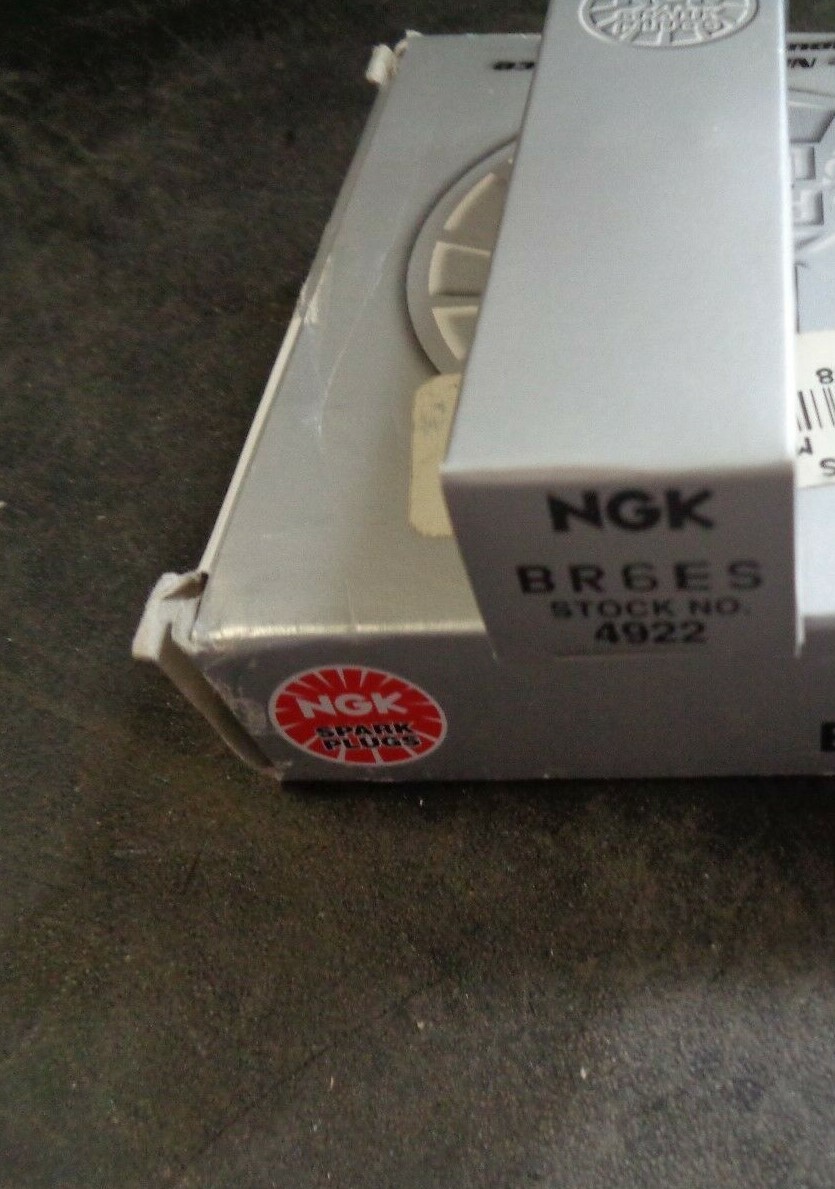 NGK
BR6ES
STOCK NO.
4922
NGK
SPARK
PLUGS